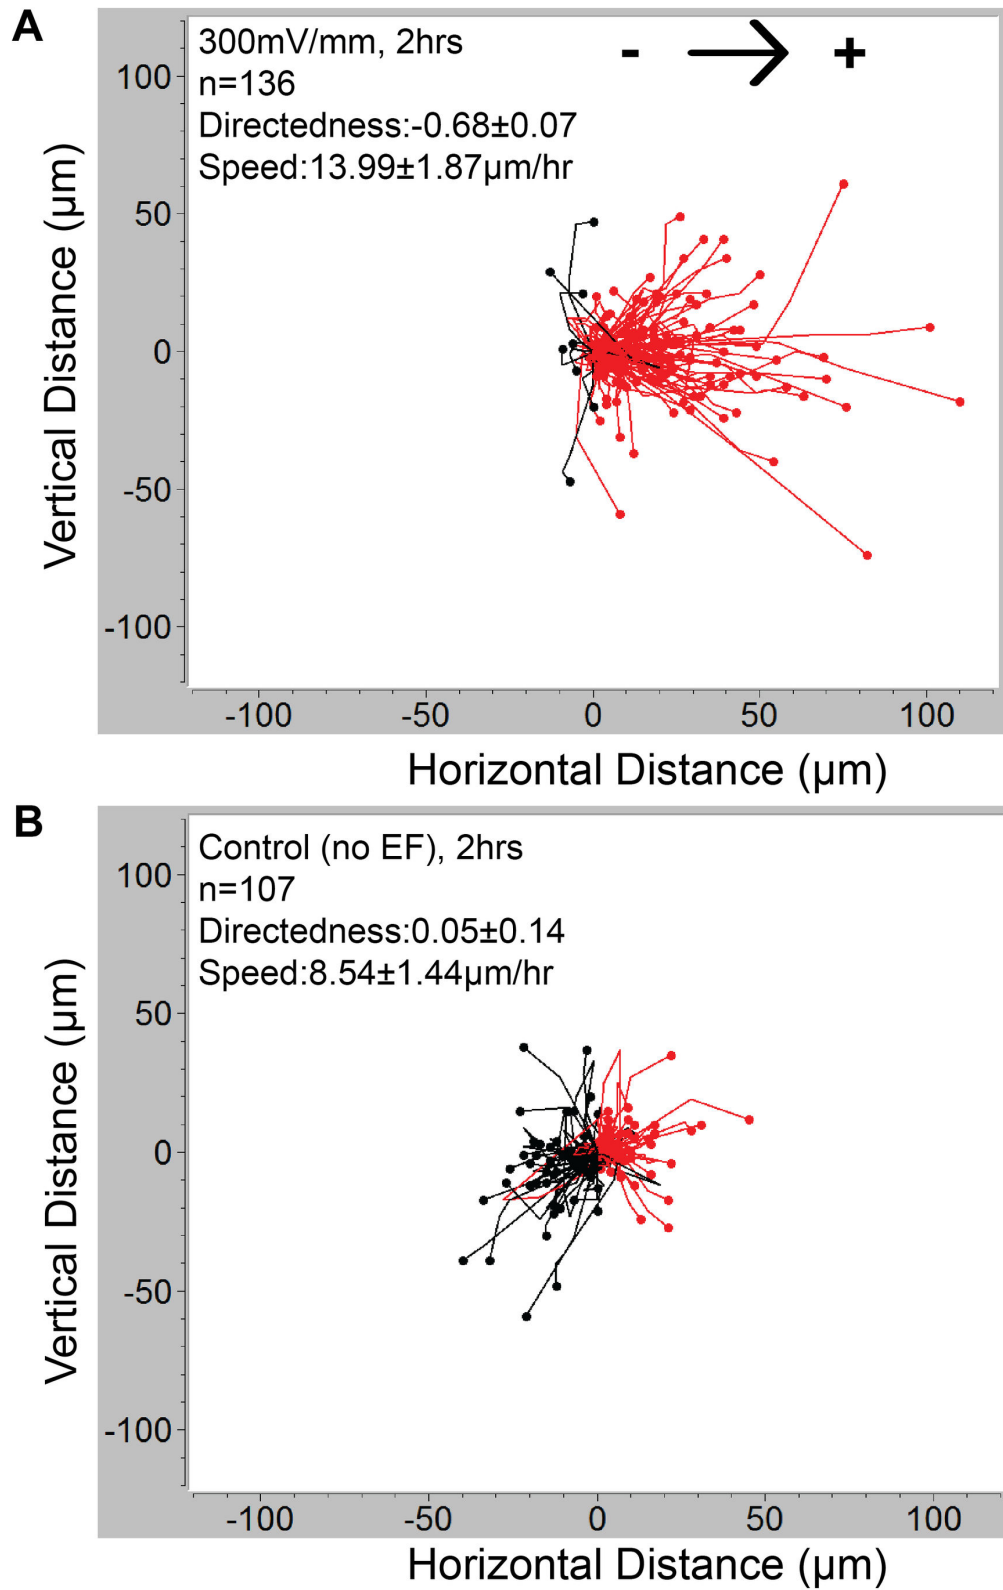 A
300mV/mm, 2hrs
n=136
Directedness:-0.68±0.07
Speed:13.99±1.87µm/hr
- → +
Vertical Distance (µm)
100
50
0
-50
-100
-100 -50 0 50 100
Horizontal Distance (µm)
B
Control (no EF), 2hrs
n=107
Directedness:0.05±0.14
Speed:8.54±1.44µm/hr
Vertical Distance (µm)
100
50
0
-50
-100
-100 -50 0 50 100
Horizontal Distance (µm)